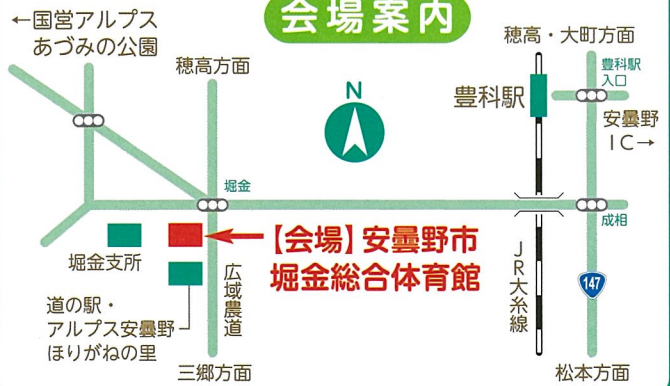 会場案内
←国営アルプス
あづみの公園
穂高方面
穂高・大町方面
豊科駅
入口
豊科駅
安曇野
IC→
N
堀金
成相
【会場】安曇野市
堀金総合体育館
堀金支所
広域農道
JR大糸線
147
道の駅・
アルプス安曇野
ほりがねの里
三郷方面
松本方面